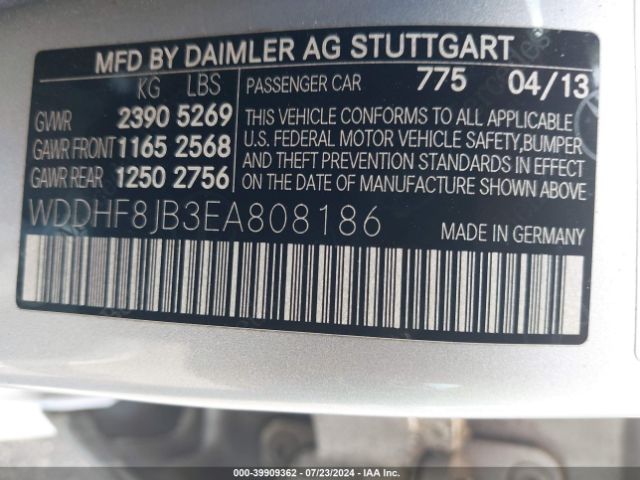 MFD BY DAIMLER AG STUTTGART
KG LBS PASSENGER CAR 775 04/13
GVWR 2390 5269
GAWR FRONT 1165 2568
GAWR REAR 1250 2756
THIS VEHICLE CONFORMS TO ALL APPLICABLE
U.S. FEDERAL MOTOR VEHICLE SAFETY, BUMPER
AND THEFT PREVENTION STANDARDS IN EFFECT
ON THE DATE OF MANUFACTURE SHOWN ABOVE
WDDHF8JB3EA808186 MADE IN GERMANY
000-39909362 - 07/23/2024 - IAA Inc.